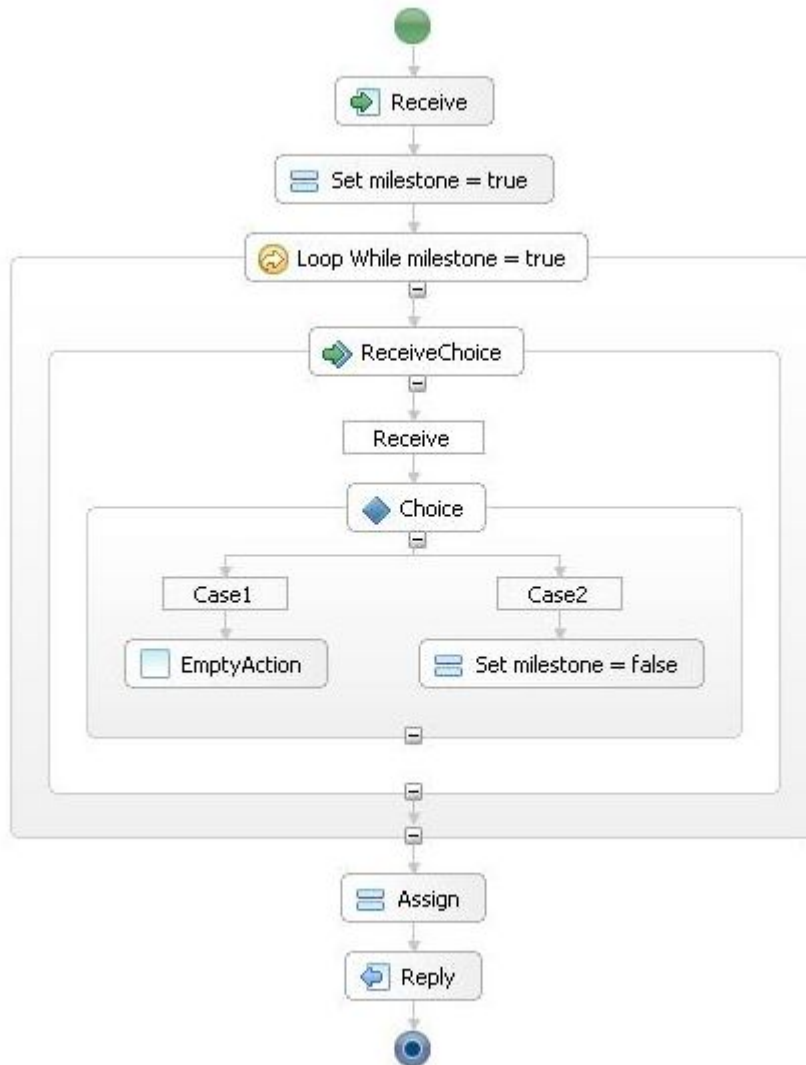 Receive
Set milestone = true
Loop While milestone = true
ReceiveChoice
Receive
Choice
Case1
Case2
EmptyAction
Set milestone = false
Assign
Reply